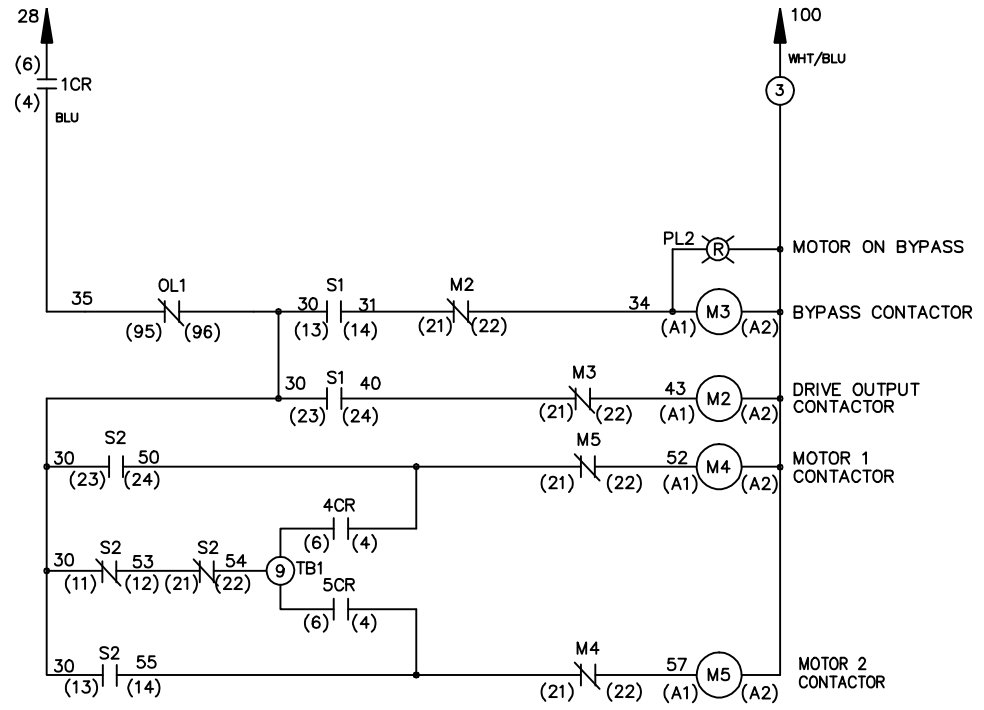 28
100
WHT/BLU
(6)
1CR
(4)
3
BLU
PL2
R
MOTOR ON BYPASS
35
OL1
(95) (96)
S1
30 31
(13) (14)
M2
(21) (22)
34
M3
(A1) (A2)
BYPASS CONTACTOR
30 S1 40
(23) (24)
M3
(21) (22)
43
M2
(A1) (A2)
DRIVE OUTPUT
CONTACTOR
S2
30 50
(23) (24)
M5
(21) (22)
52
M4
(A1) (A2)
MOTOR 1
CONTACTOR
4CR
(6) (4)
30 S2 53 S2 54
(11) (12) (21) (22)
9 TB1
5CR
(6) (4)
30 S2 55
(13) (14)
M4
(21) (22)
57
M5
(A1) (A2)
MOTOR 2
CONTACTOR